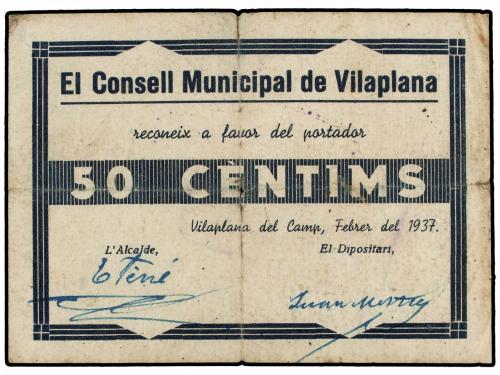 El Consell Municipal de Vilaplana
reconeix a favor del portador
50 CÈNTIMS
Vilaplana del Camp, Febrer del 1937.
L'Alcalde, El Dipositari,